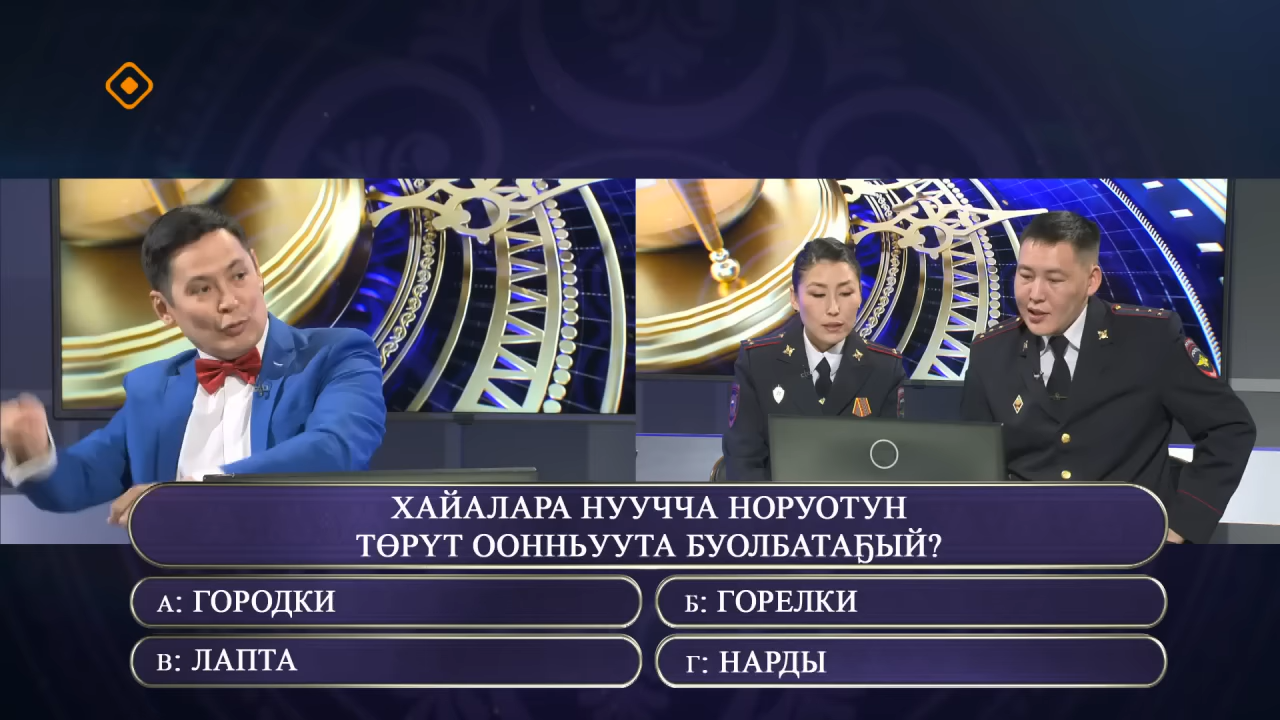 ХАЙАЛАРА НУУЧЧА НОРУОТУН
ТӨРҮТ ООННЬУУТА БУОЛБАТАҔЫЙ?
А: ГОРОДКИ
Б: ГОРЕЛКИ
В: ЛАПТА
Г: НАРДЫ